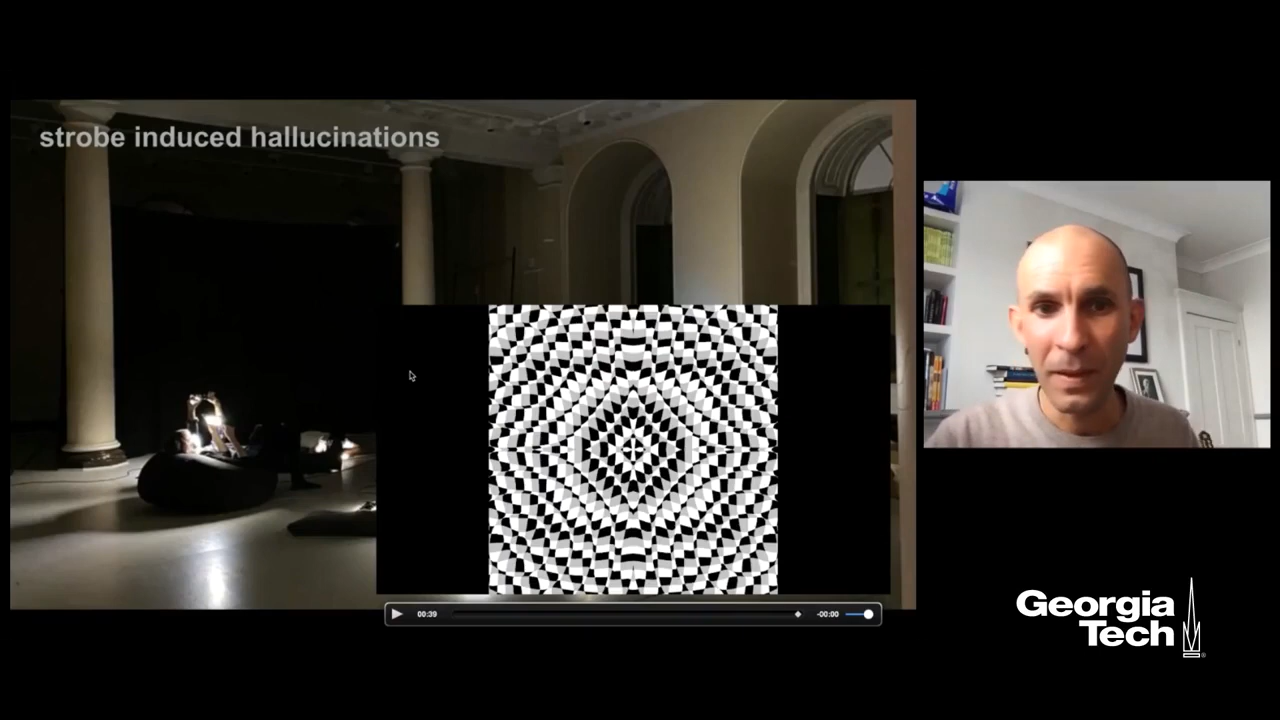 strobe induced hallucinations
00:39
-00:00
Georgia
Tech
®